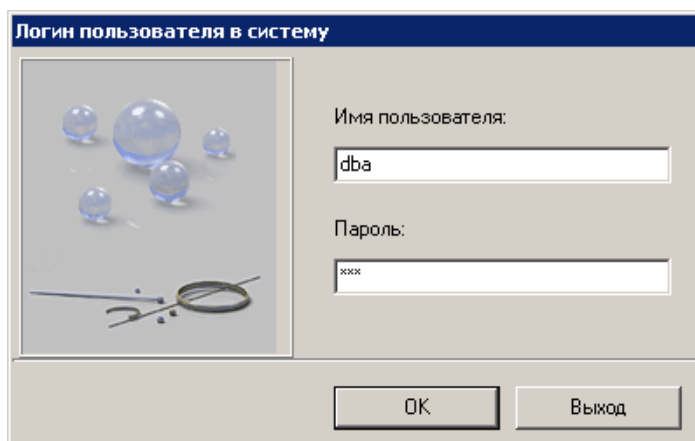 Логин пользователя в систему
Имя пользователя:
dba
Пароль:
***
OK
Выход